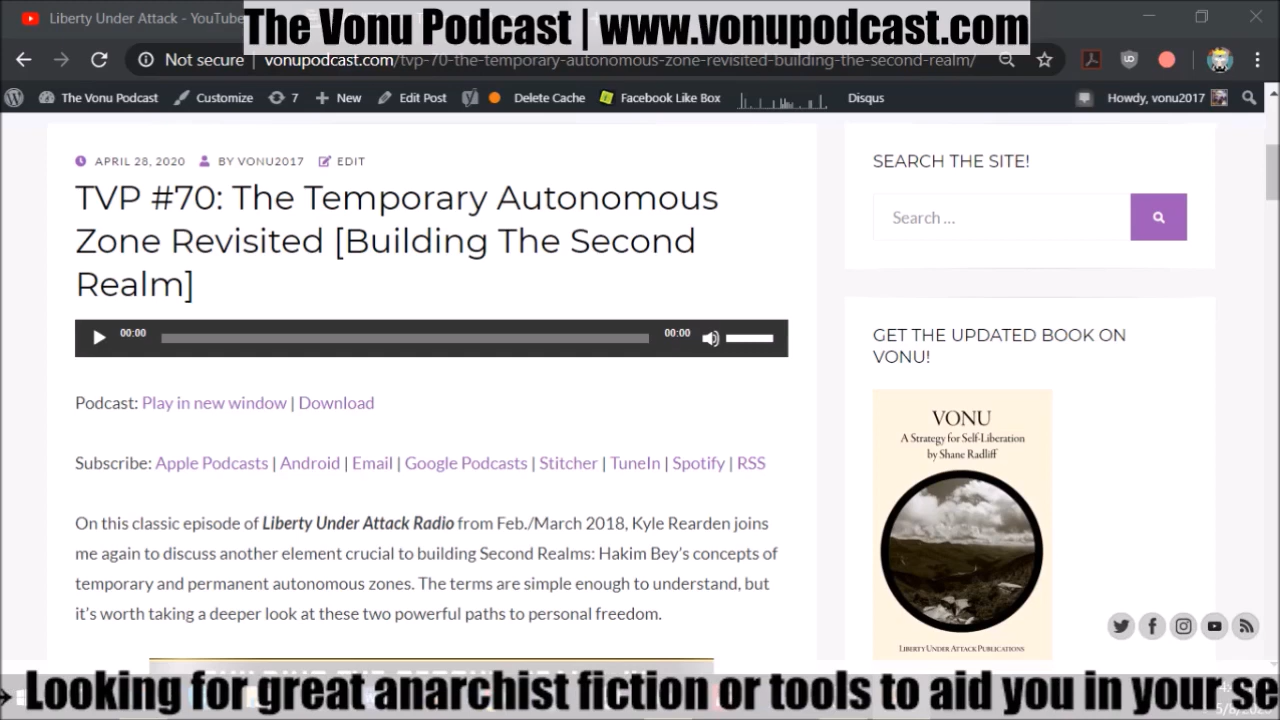 Liberty Under Attack - YouTube
The Vonu Podcast | www.vonupodcast.com
Not secure | vonupodcast.com/tvp-70-the-temporary-autonomous-zone-revisited-building-the-second-realm/
The Vonu Podcast Customize 7 New Edit Post Delete Cache Facebook Like Box Disqus Howdy, vonu2017
APRIL 28, 2020 BY VONU2017 EDIT
TVP #70: The Temporary Autonomous
Zone Revisited [Building The Second
Realm]
00:00 00:00
Podcast: Play in new window | Download
Subscribe: Apple Podcasts | Android | Email | Google Podcasts | Stitcher | TuneIn | Spotify | RSS
On this classic episode of Liberty Under Attack Radio from Feb./March 2018, Kyle Rearden joins
me again to discuss another element crucial to building Second Realms: Hakim Bey's concepts of
temporary and permanent autonomous zones. The terms are simple enough to understand, but
it's worth taking a deeper look at these two powerful paths to personal freedom.
SEARCH THE SITE!
Search ...
GET THE UPDATED BOOK ON
VONU!
VONU
A Strategy for Self-Liberation
by Shane Radliff
LIBERTY UNDER ATTACK PUBLICATIONS
Looking for great anarchist fiction or tools to aid you in your se